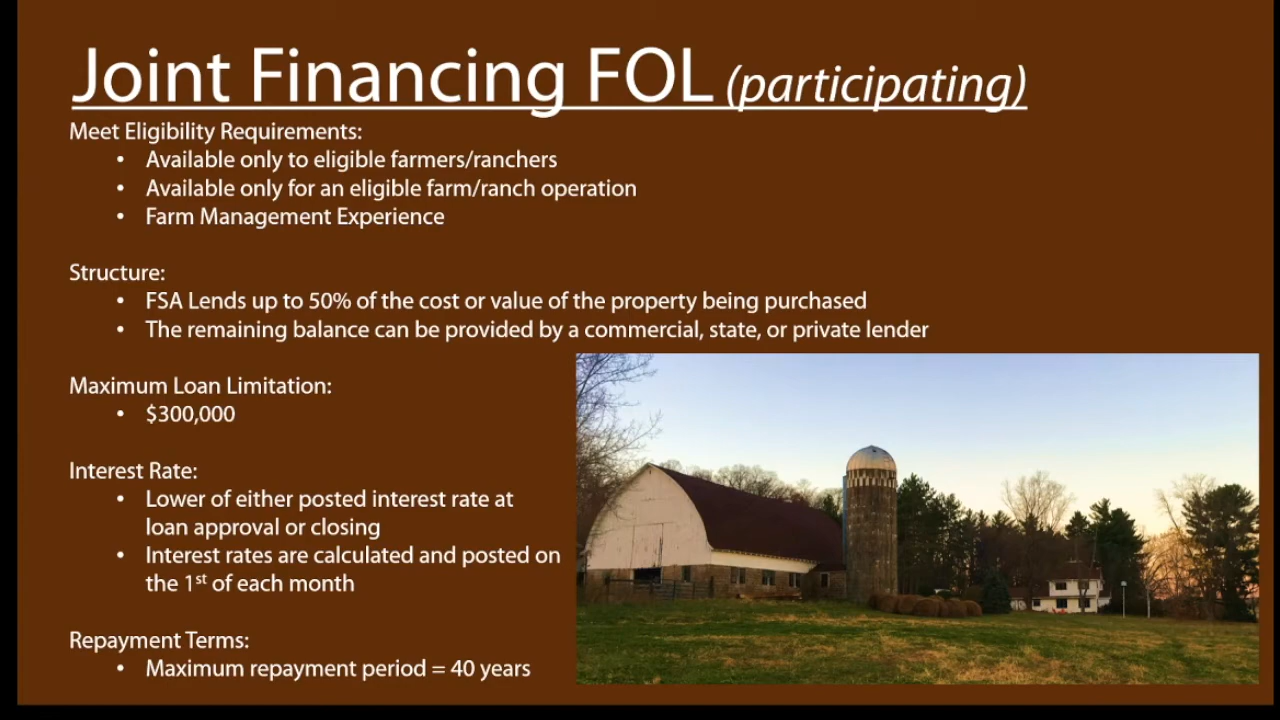 Joint Financing FOL (participating)
Meet Eligibility Requirements:
• Available only to eligible farmers/ranchers
• Available only for an eligible farm/ranch operation
• Farm Management Experience
Structure:
• FSA Lends up to 50% of the cost or value of the property being purchased
• The remaining balance can be provided by a commercial, state, or private lender
Maximum Loan Limitation:
• $300,000
Interest Rate:
• Lower of either posted interest rate at
loan approval or closing
• Interest rates are calculated and posted on
the 1st of each month
Repayment Terms:
• Maximum repayment period = 40 years